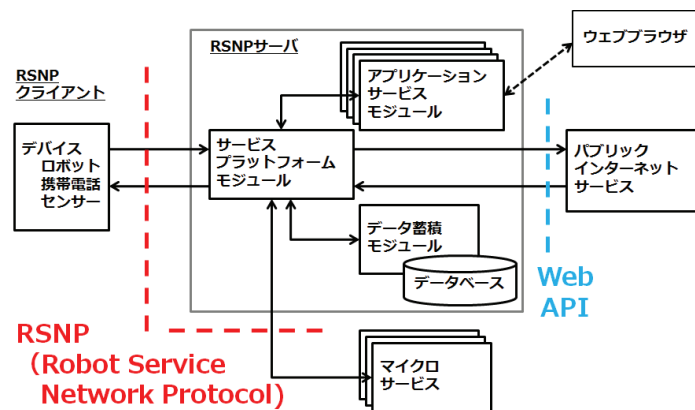 RSNPサーバ
ウェブブラウザ
RSNP
クライアント
アプリケーション
サービス
モジュール
デバイス
ロボット
携帯電話
センサー
サービス
プラットフォーム
モジュール
パブリック
インターネット
サービス
データ蓄積
モジュール
データベース
Web
API
RSNP
（Robot Service
Network Protocol)
マイクロ
サービス